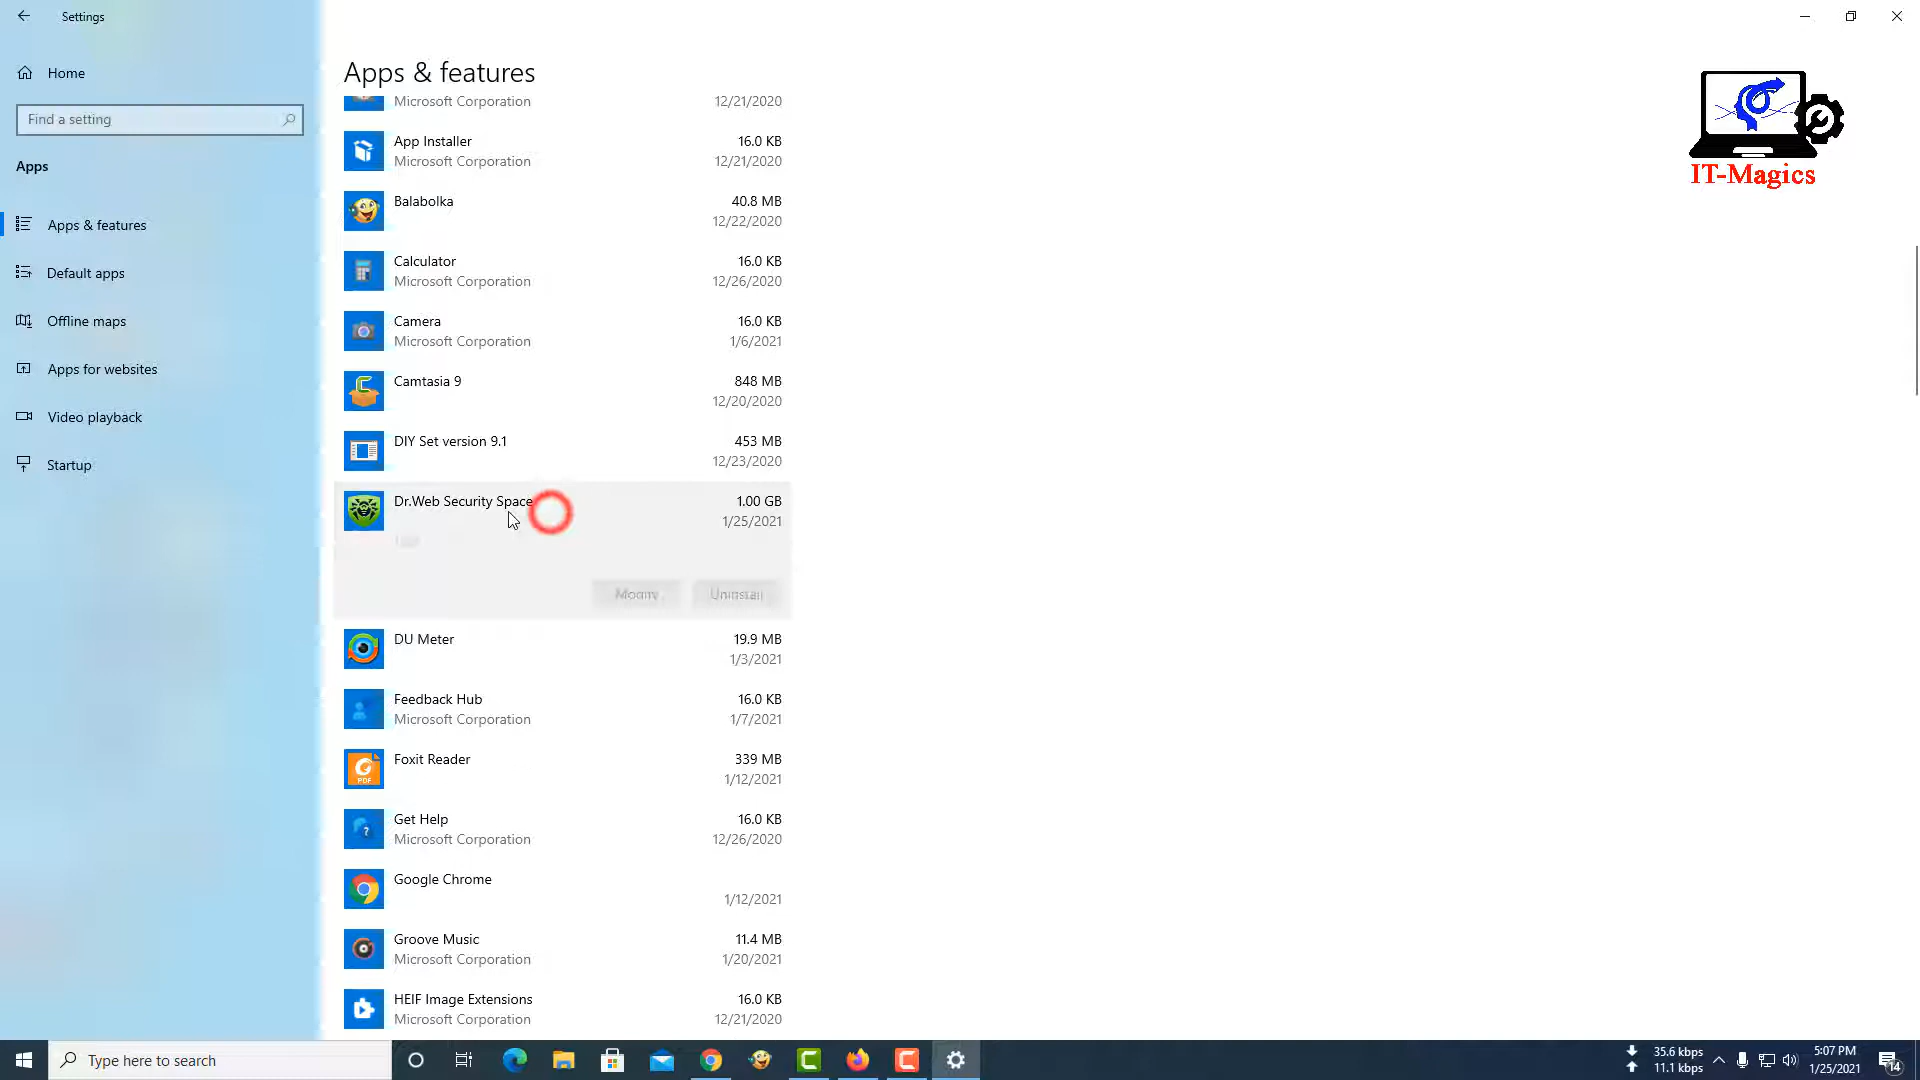 Settings
Home
Find a setting
Apps
Apps & features
Default apps
Offline maps
Apps for websites
Video playback
Startup
Apps & features
Microsoft Corporation 12/21/2020
App Installer 16.0 KB
Microsoft Corporation 12/21/2020
Balabolka 40.8 MB
12/22/2020
Calculator 16.0 KB
Microsoft Corporation 12/26/2020
Camera 16.0 KB
Microsoft Corporation 1/6/2021
Camtasia 9 848 MB
12/20/2020
DIY Set version 9.1 453 MB
12/23/2020
Dr.Web Security Space 1.00 GB
1/25/2021
Modify Uninstall
DU Meter 19.9 MB
1/3/2021
Feedback Hub 16.0 KB
Microsoft Corporation 1/7/2021
Foxit Reader 339 MB
PDF 1/12/2021
Get Help 16.0 KB
Microsoft Corporation 12/26/2020
Google Chrome
1/12/2021
Groove Music 11.4 MB
Microsoft Corporation 1/20/2021
HEIF Image Extensions 16.0 KB
Microsoft Corporation 12/21/2020
IT-Magics
Type here to search
35.6 kbps
11.1 kbps
5:07 PM
1/25/2021
14